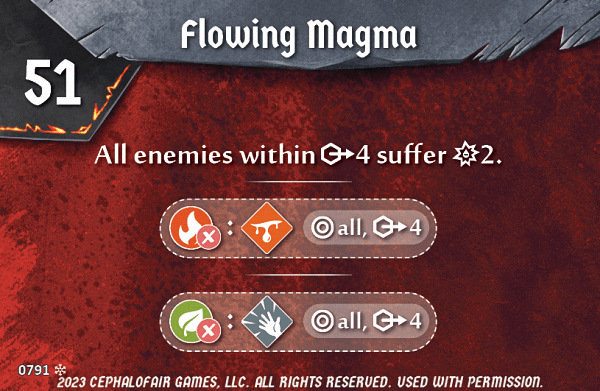 Flowing Magma
51
All enemies within 4 suffer 2.
: all, 4
: all, 4
0791
2023 CEPHALOFAIR GAMES, LLC. ALL RIGHTS RESERVED. USED WITH PERMISSION.